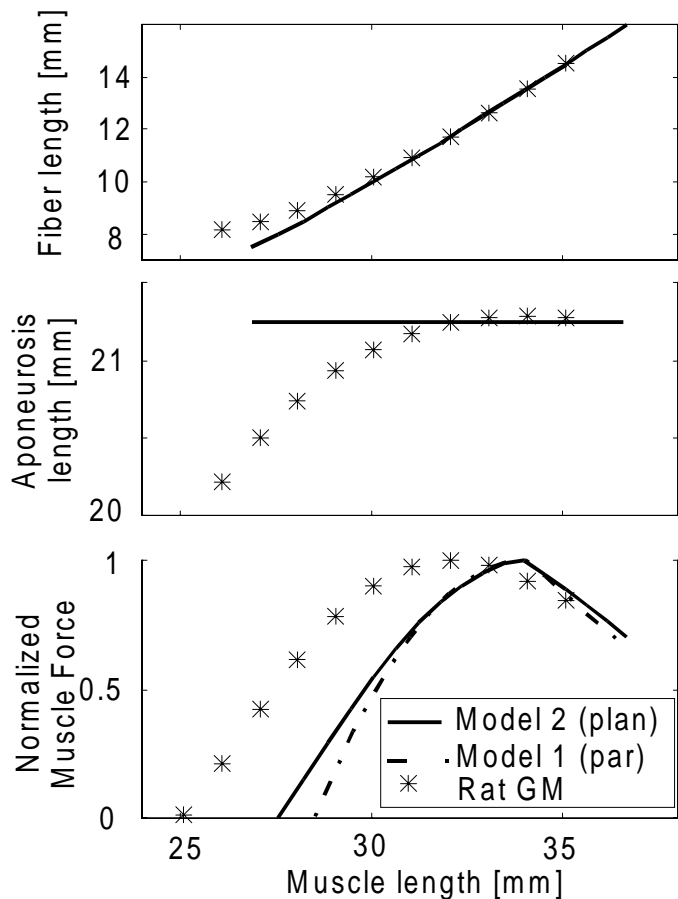 Fiber length [mm]
14
12
10
8
Aponeurosis
length [mm]
21
20
Normalized
Muscle Force
1
0.5
0
Model 2 (plan)
Model 1 (par)
Rat GM
25
30
35
Muscle length [mm]